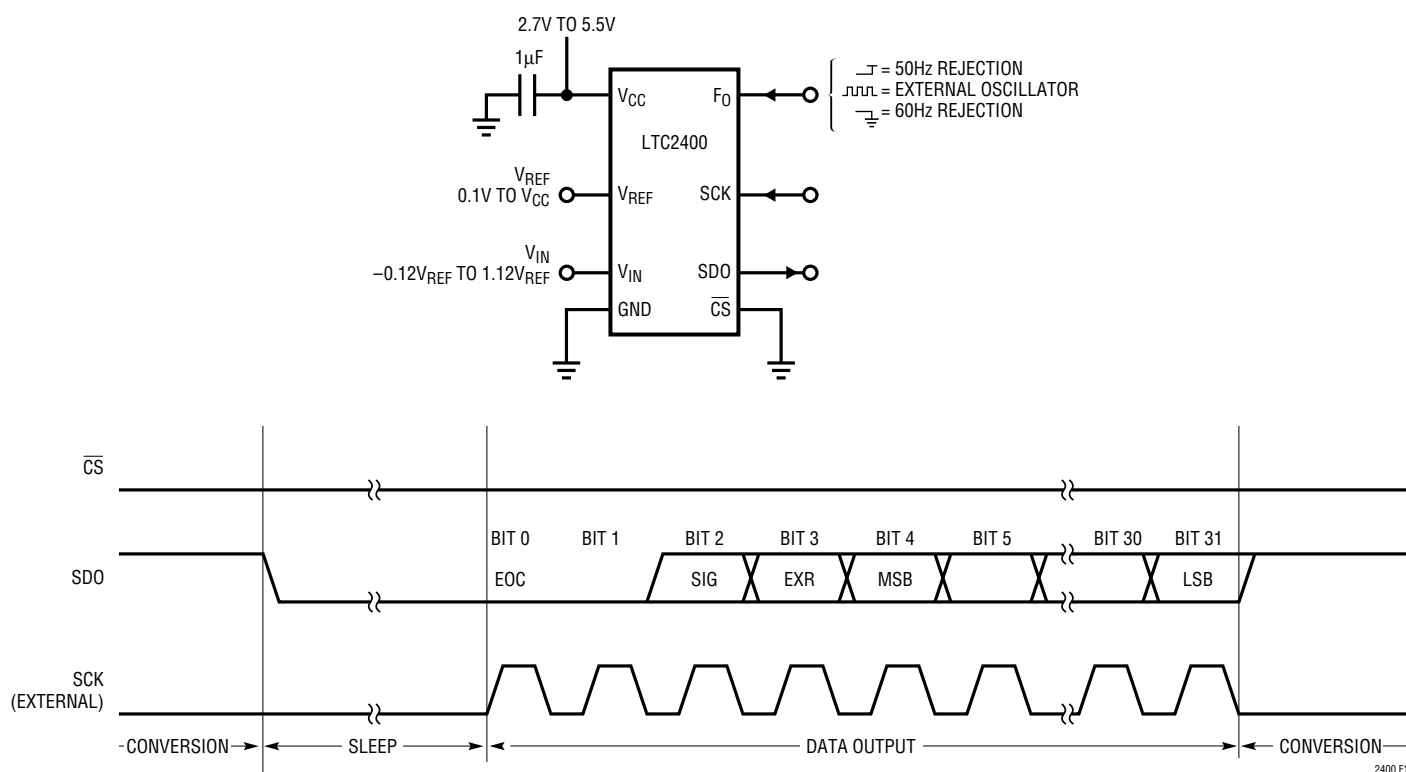 2.7V TO 5.5V
1µF
VCC
FO
= 50Hz REJECTION
= EXTERNAL OSCILLATOR
= 60Hz REJECTION
LTC2400
VREF
0.1V TO VCC
VREF
SCK
VIN
–0.12VREF TO 1.12VREF
VIN
SDO
GND
CS
CS
BIT 0 BIT 1 BIT 2 BIT 3 BIT 4 BIT 5 BIT 30 BIT 31
SDO
EOC SIG EXR MSB LSB
SCK
(EXTERNAL)
CONVERSION SLEEP DATA OUTPUT CONVERSION